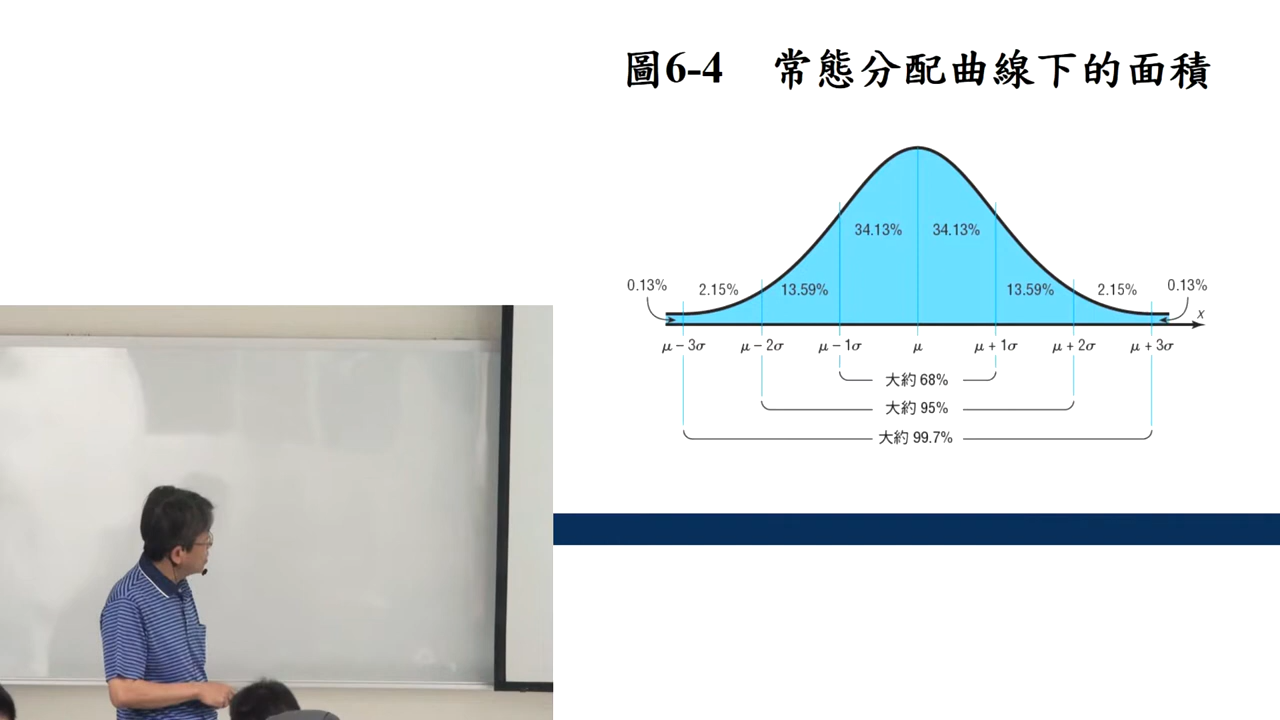 圖6-4 常態分配曲線下的面積
34.13% 34.13%
0.13% 2.15% 13.59% 13.59% 2.15% 0.13%
x
μ − 3σ μ − 2σ μ − 1σ μ μ + 1σ μ + 2σ μ + 3σ
大約 68%
大約 95%
大約 99.7%